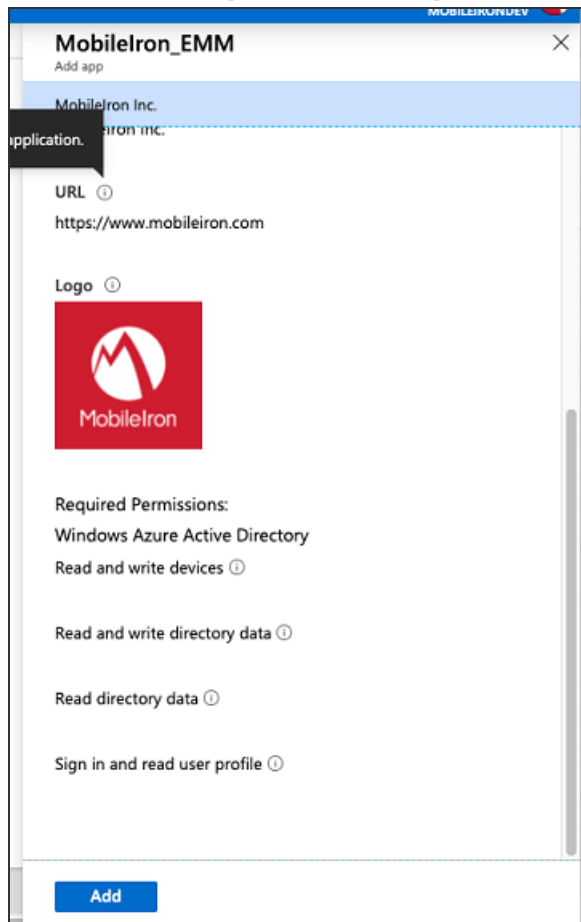 MOBILEIRONDEV
MobileIron_EMM
Add app
MobileIron Inc.
Inc.
application.
URL
https://www.mobileiron.com
Logo
MobileIron
Required Permissions:
Windows Azure Active Directory
Read and write devices
Read and write directory data
Read directory data
Sign in and read user profile
Add